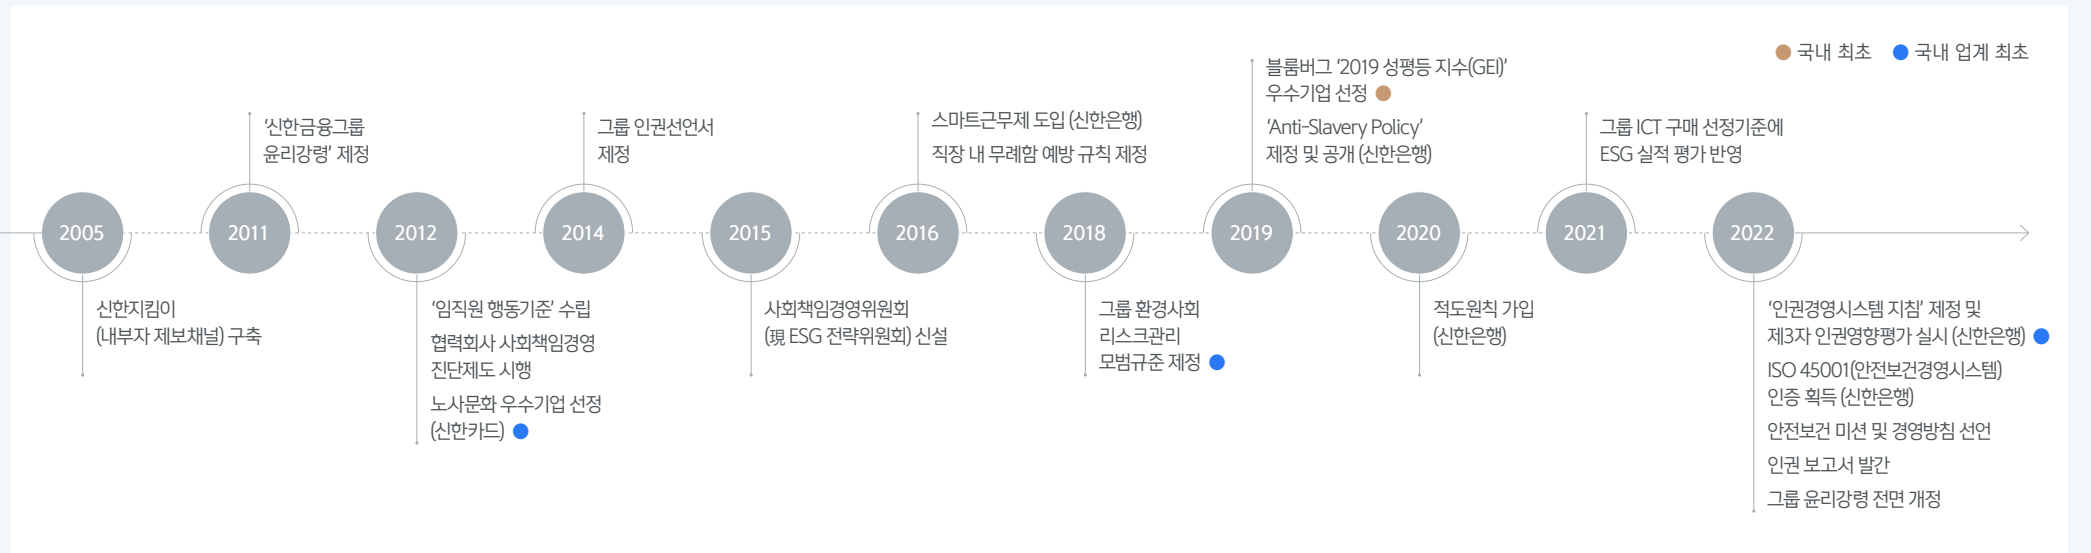 국내 최초
국내 업계 최초
2005
신한지킴이
(내부자 제보채널) 구축
2011
‘신한금융그룹
윤리강령’ 제정
2012
‘임직원 행동기준’ 수립
협력회사 사회책임경영
진단제도 시행
노사문화 우수기업 선정
(신한카드)
2014
그룹 인권선언서
제정
2015
사회책임경영위원회
(現 ESG 전략위원회) 신설
2016
스마트근무제 도입 (신한은행)
직장 내 무례함 예방 규칙 제정
2018
그룹 환경사회
리스크관리
모범규준 제정
2019
블룸버그 ‘2019 성평등 지수(GEI)’
우수기업 선정
‘Anti-Slavery Policy’
제정 및 공개 (신한은행)
2020
적도원칙 가입
(신한은행)
2021
그룹 ICT 구매 선정기준에
ESG 실적 평가 반영
2022
‘인권경영시스템 지침’ 제정 및
제3자 인권영향평가 실시 (신한은행)
ISO 45001(안전보건경영시스템)
인증 획득 (신한은행)
안전보건 미션 및 경영방침 선언
인권 보고서 발간
그룹 윤리강령 전면 개정